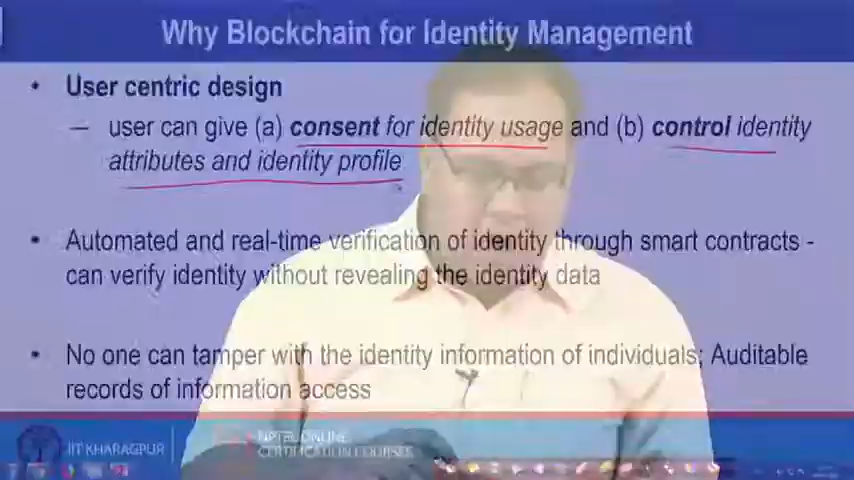 Why Blockchain for Identity Management
• User centric design
– user can give (a) consent for identity usage and (b) control identity
attributes and identity profile
• Automated and real-time verification of identity through smart contracts -
can verify identity without revealing the identity data
• No one can tamper with the identity information of individuals; Auditable
records of information access
IIT KHARAGPUR
NPTEL ONLINE
CERTIFICATION COURSES